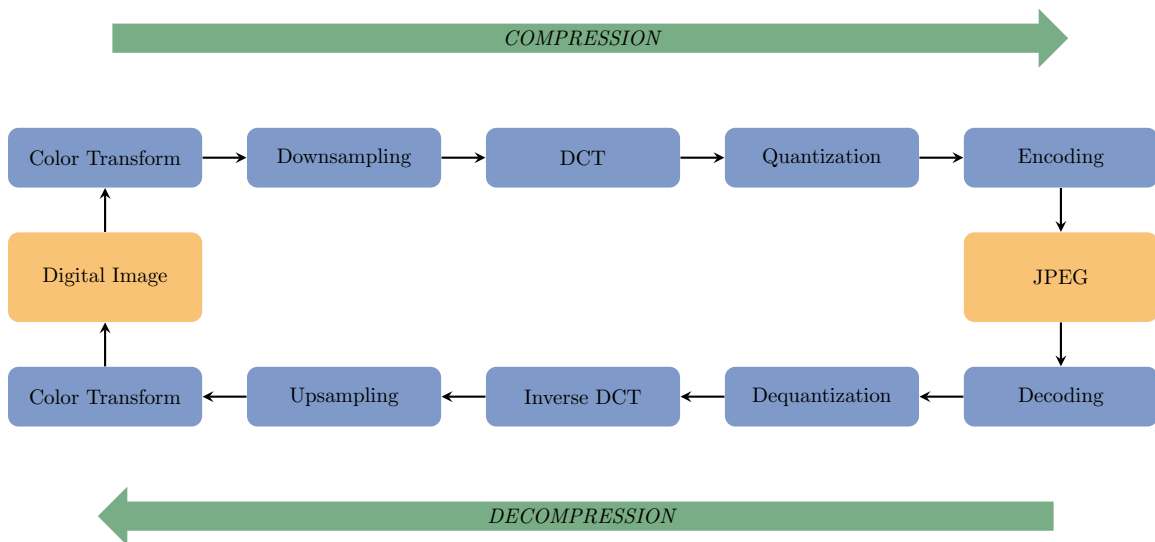 COMPRESSION
Color Transform
Downsampling
DCT
Quantization
Encoding
Digital Image
JPEG
Color Transform
Upsampling
Inverse DCT
Dequantization
Decoding
DECOMPRESSION